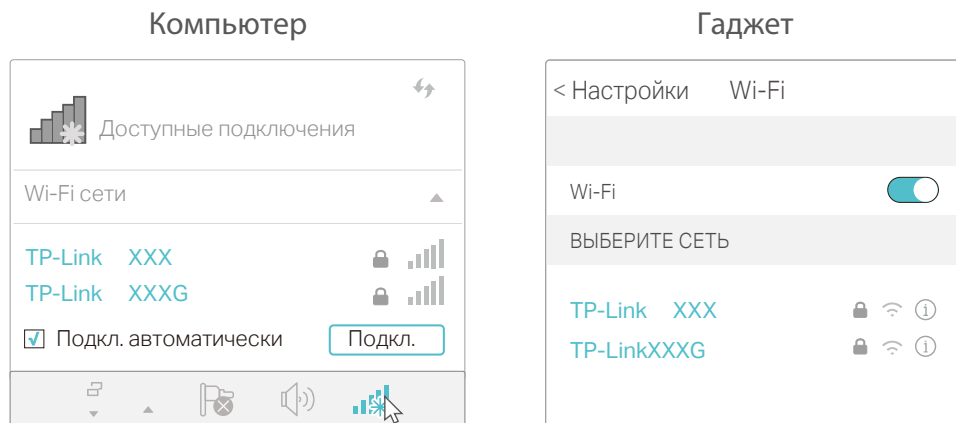 Компьютер
Доступные подключения
Wi-Fi сети
TP-Link XXX
TP-Link XXXG
Подкл. автоматически Подкл.
Гаджет
< Настройки Wi-Fi
Wi-Fi
ВЫБЕРИТЕ СЕТЬ
TP-Link XXX
TP-LinkXXXG